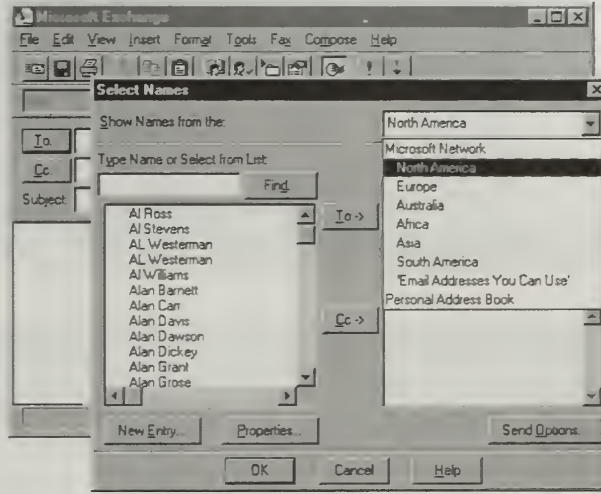 Microsoft Exchange
File Edit View Insert Format Tools Fax Compose Help
Select Names
Show Names from the:
North America
To.
Cc.
Subject:
Type Name or Select from List:
Find
Microsoft Network
North America
Europe
Australia
Africa
Asia
South America
'Email Addresses You Can Use'
Personal Address Book
To ->
Cc ->
Al Ross
Al Stevens
AL Westerman
AL Westerman
Al Williams
Alan Barnett
Alan Carr
Alan Davis
Alan Dawson
Alan Dickey
Alan Grant
Alan Grose
New Entry...
Properties...
Send Options.
OK
Cancel
Help